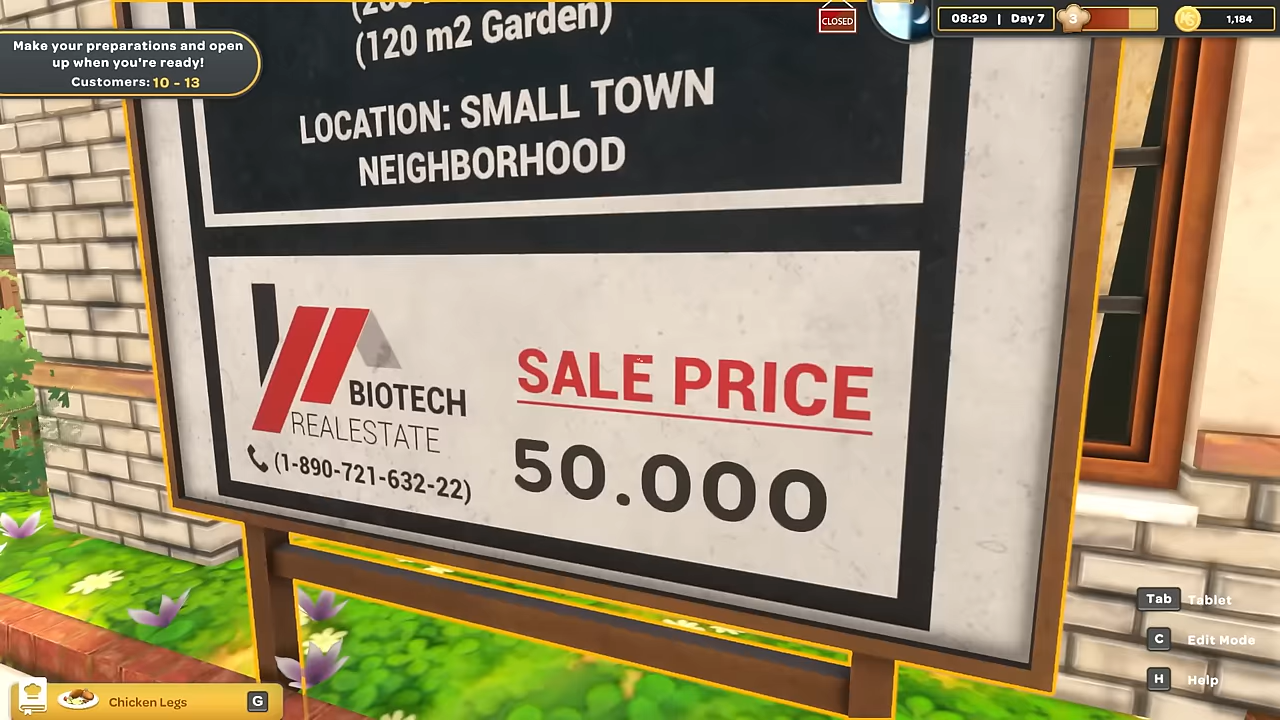 CLOSED
08:29 | Day 7
3
1,184
Make your preparations and open
up when you're ready!
Customers: 10 - 13
(120 m2 Garden)
LOCATION: SMALL TOWN
NEIGHBORHOOD
BIOTECH
REALESTATE
(1-890-721-632-22)
SALE PRICE
50.000
Tab Tablet
C Edit Mode
H Help
Chicken Legs G